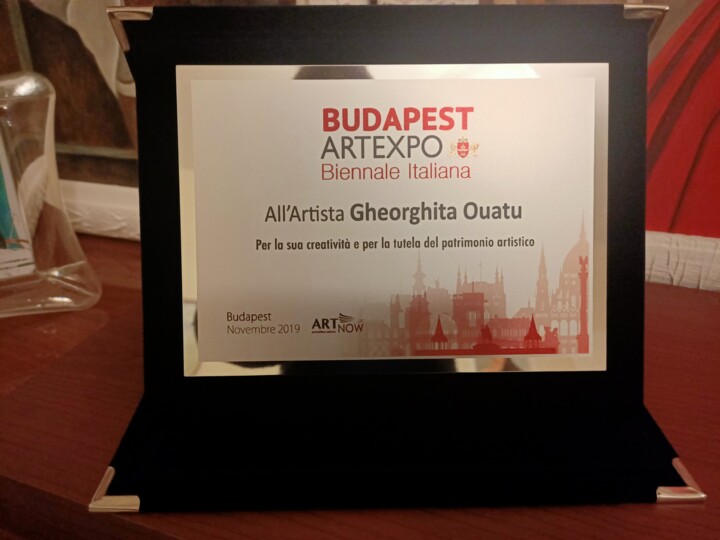 BUDAPEST
ARTEXPO
Biennale Italiana
All'Artista Gheorghita Ouatu
Per la sua creatività e per la tutela del patrimonio artistico
Budapest
Novembre 2019
ART
NOW